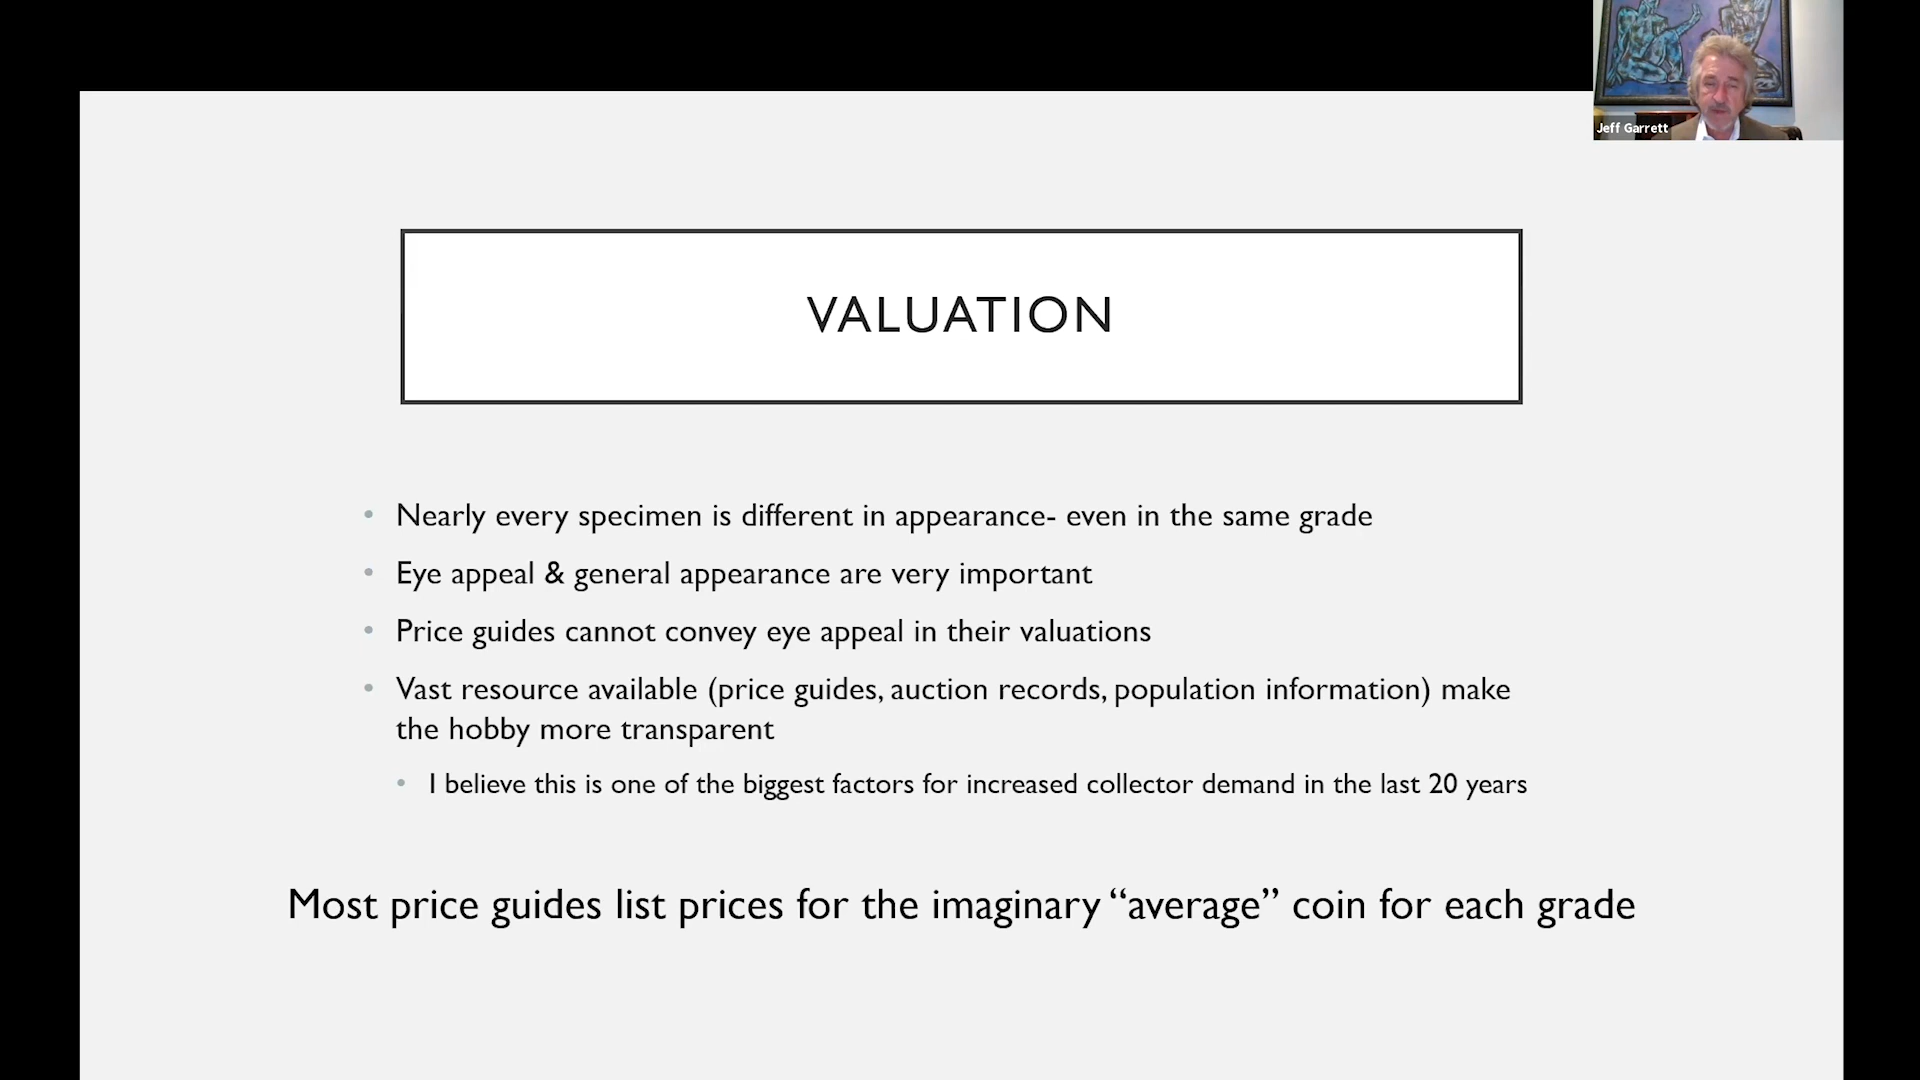 Jeff Garrett
VALUATION
• Nearly every specimen is different in appearance- even in the same grade
• Eye appeal & general appearance are very important
• Price guides cannot convey eye appeal in their valuations
• Vast resource available (price guides, auction records, population information) make
the hobby more transparent
• I believe this is one of the biggest factors for increased collector demand in the last 20 years
Most price guides list prices for the imaginary “average” coin for each grade